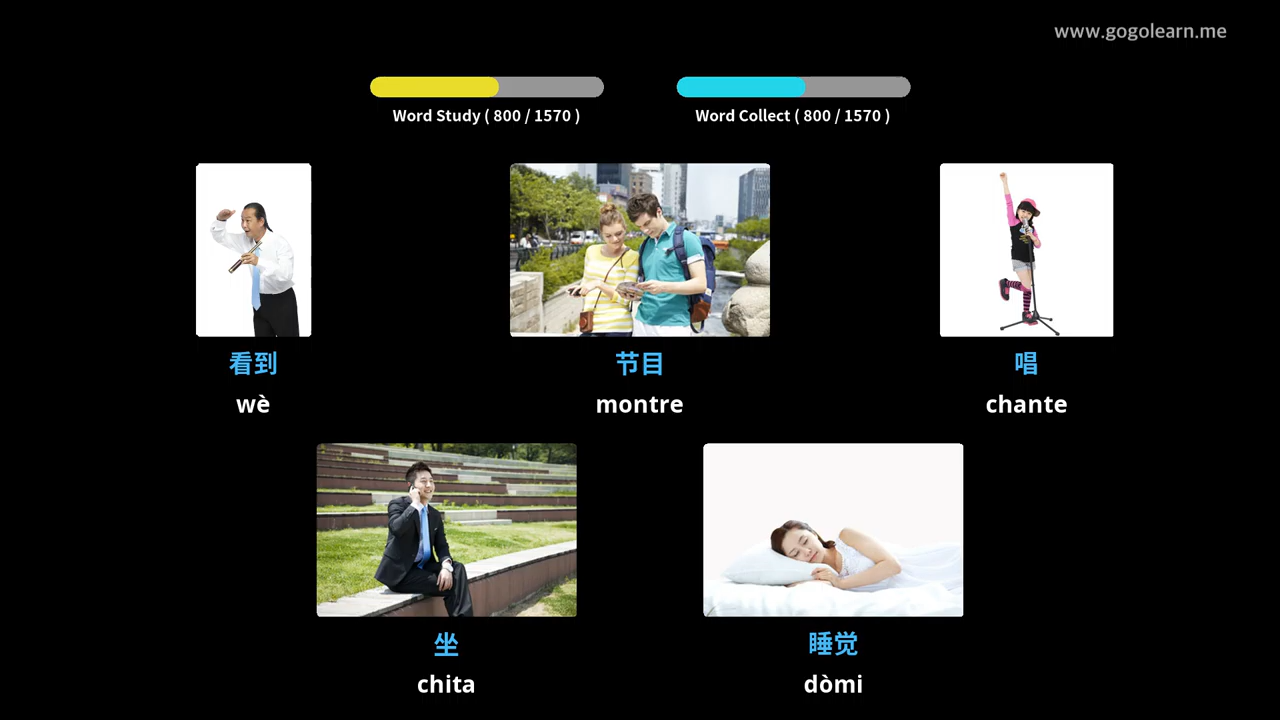 www.gogolearn.me
Word Study ( 800 / 1570 )
Word Collect ( 800 / 1570 )
看到
节目
唱
wè
montre
chante
坐
睡觉
chita
dòmi